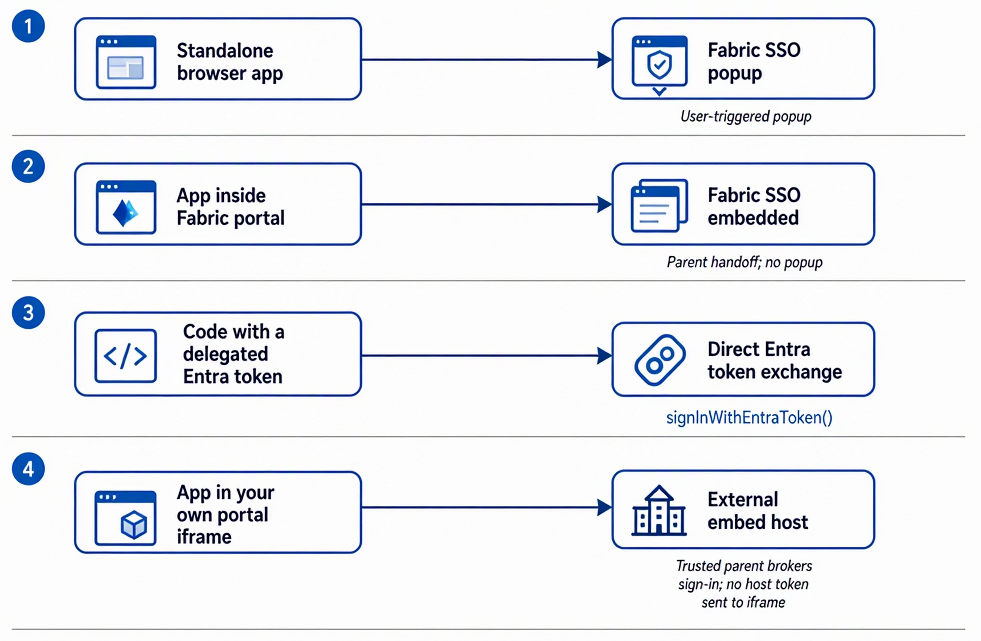 1
Standalone
browser app
Fabric SSO
popup
User-triggered popup
2
App inside
Fabric portal
Fabric SSO
embedded
Parent handoff; no popup
3
Code with a
delegated
Entra token
</>
Direct Entra
token exchange
signInWithEntraToken()
4
App in your
own portal
iframe
External
embed host
Trusted parent brokers
sign-in; no host token
sent to iframe